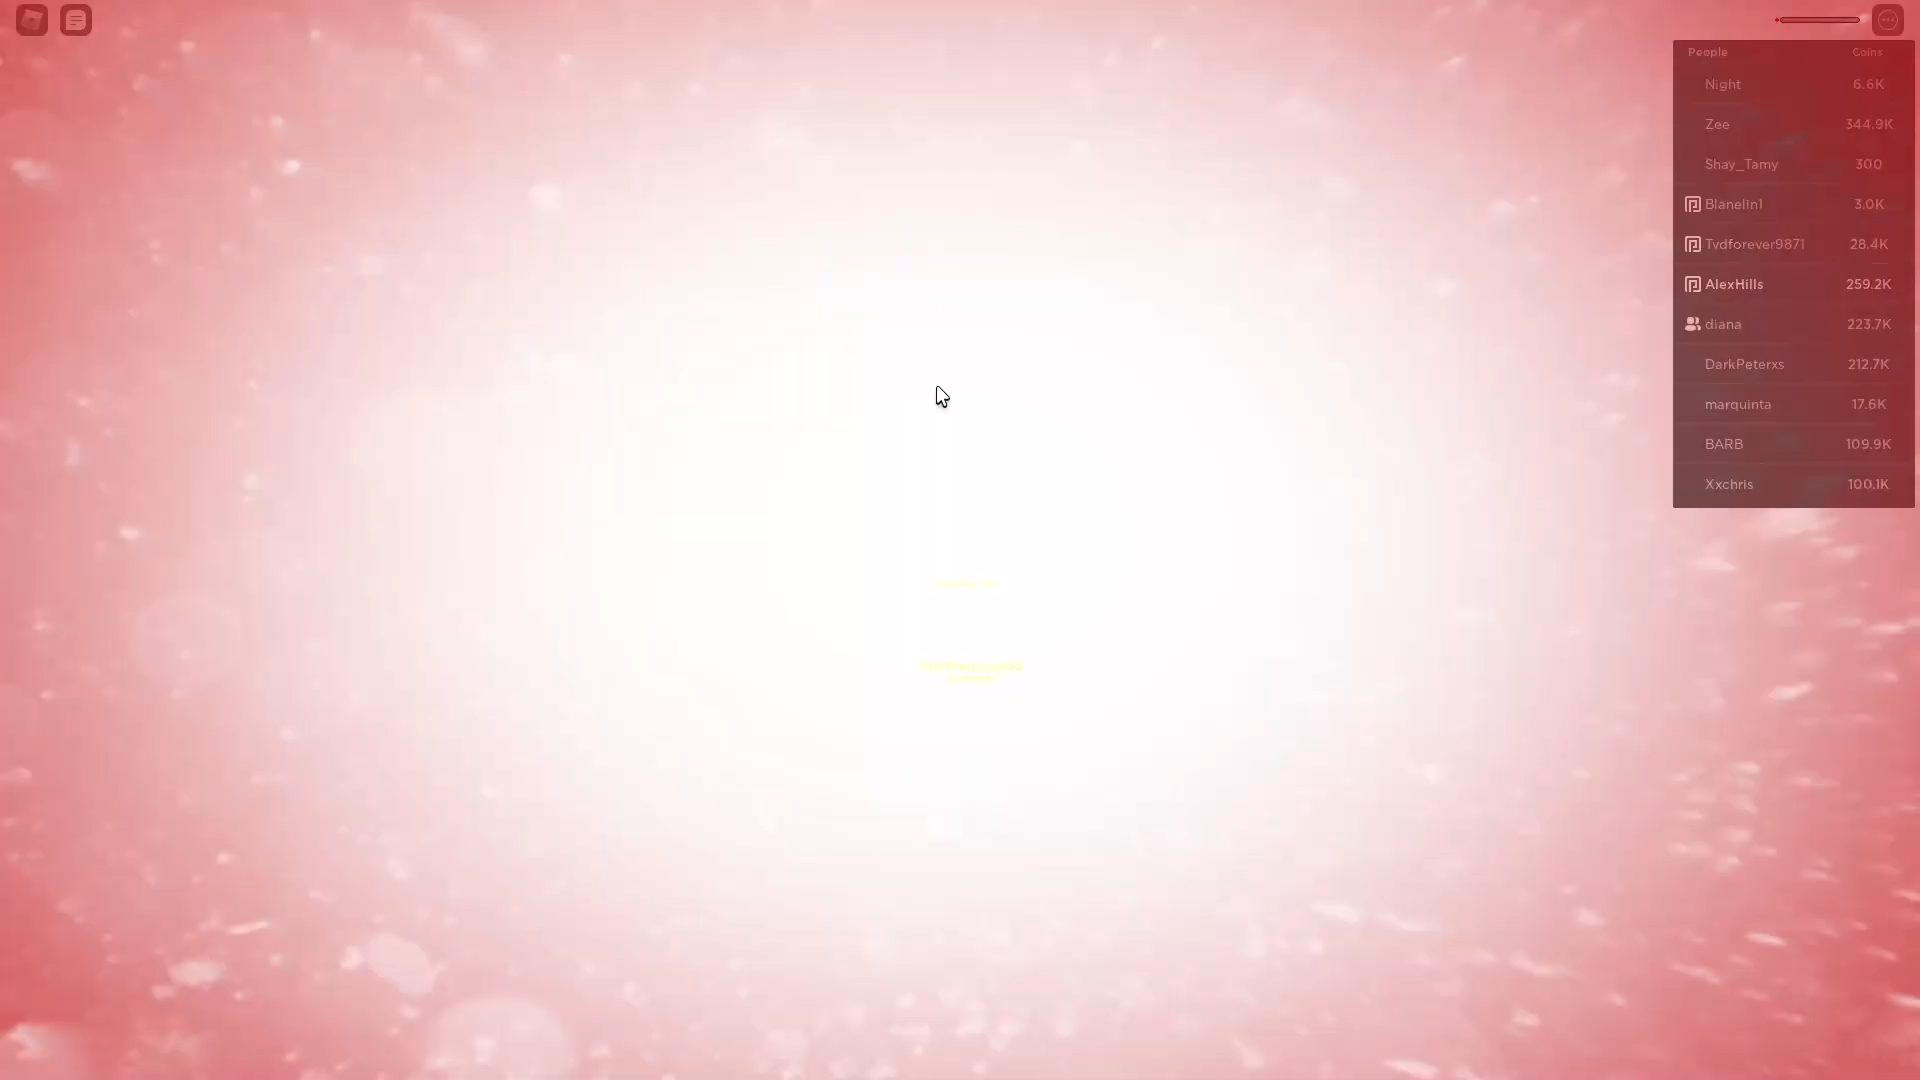 People Coins
Night 6.6K
Zee 344.9K
Shay_Tamy 300
Blanelln1 3.0K
Tvdforever9871 28.4K
AlexHills 259.2K
diana 223.7K
DarkPeterxs 212.7K
marquinta 17.6K
BARB 109.9K
Xxchris 100.1K